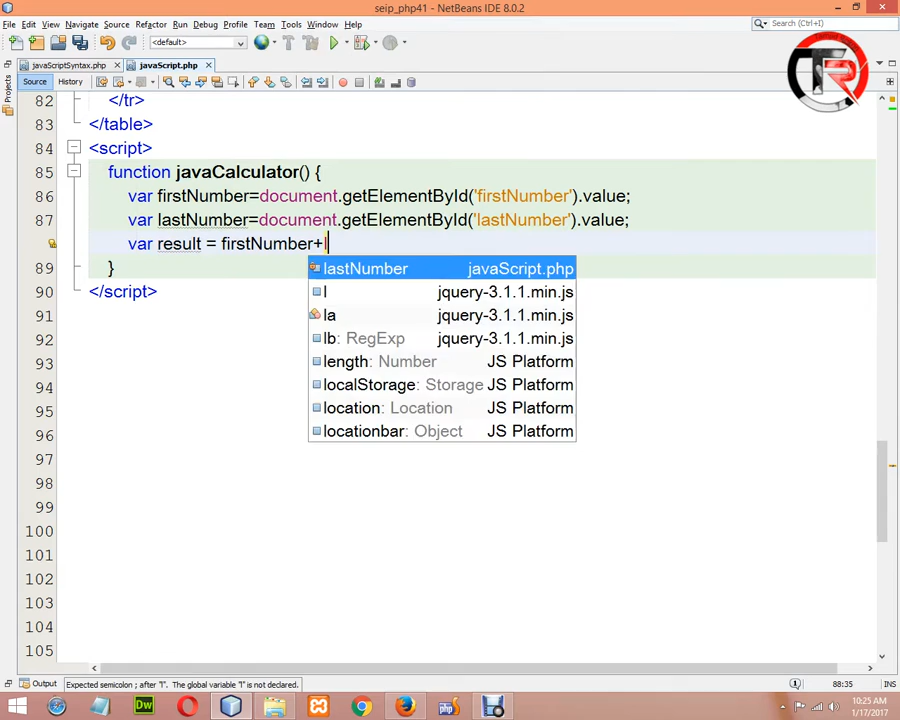 seip_php41 - NetBeans IDE 8.0.2
File Edit View Navigate Source Refactor Run Debug Profile Team Tools Window Help
Search (Ctrl+I)
<default>
javaScriptSyntax.php javaScript.php
Source History
Projects
82 </tr>
83 </table>
84 <script>
85 function javaCalculator() {
86 var firstNumber=document.getElementById('firstNumber').value;
87 var lastNumber=document.getElementById('lastNumber').value;
var result = firstNumber+l
89 }
90 </script>
91
92
93
94
95
96
97
98
99
100
101
102
103
104
105
lastNumber javaScript.php
l jquery-3.1.1.min.js
la jquery-3.1.1.min.js
lb: RegExp jquery-3.1.1.min.js
length: Number JS Platform
localStorage: Storage JS Platform
location: Location JS Platform
locationbar: Object JS Platform
Output Expected semicolon ; after "l". The global variable "l" is not declared. 88:35 INS
Dw
10:25 AM
1/17/2017